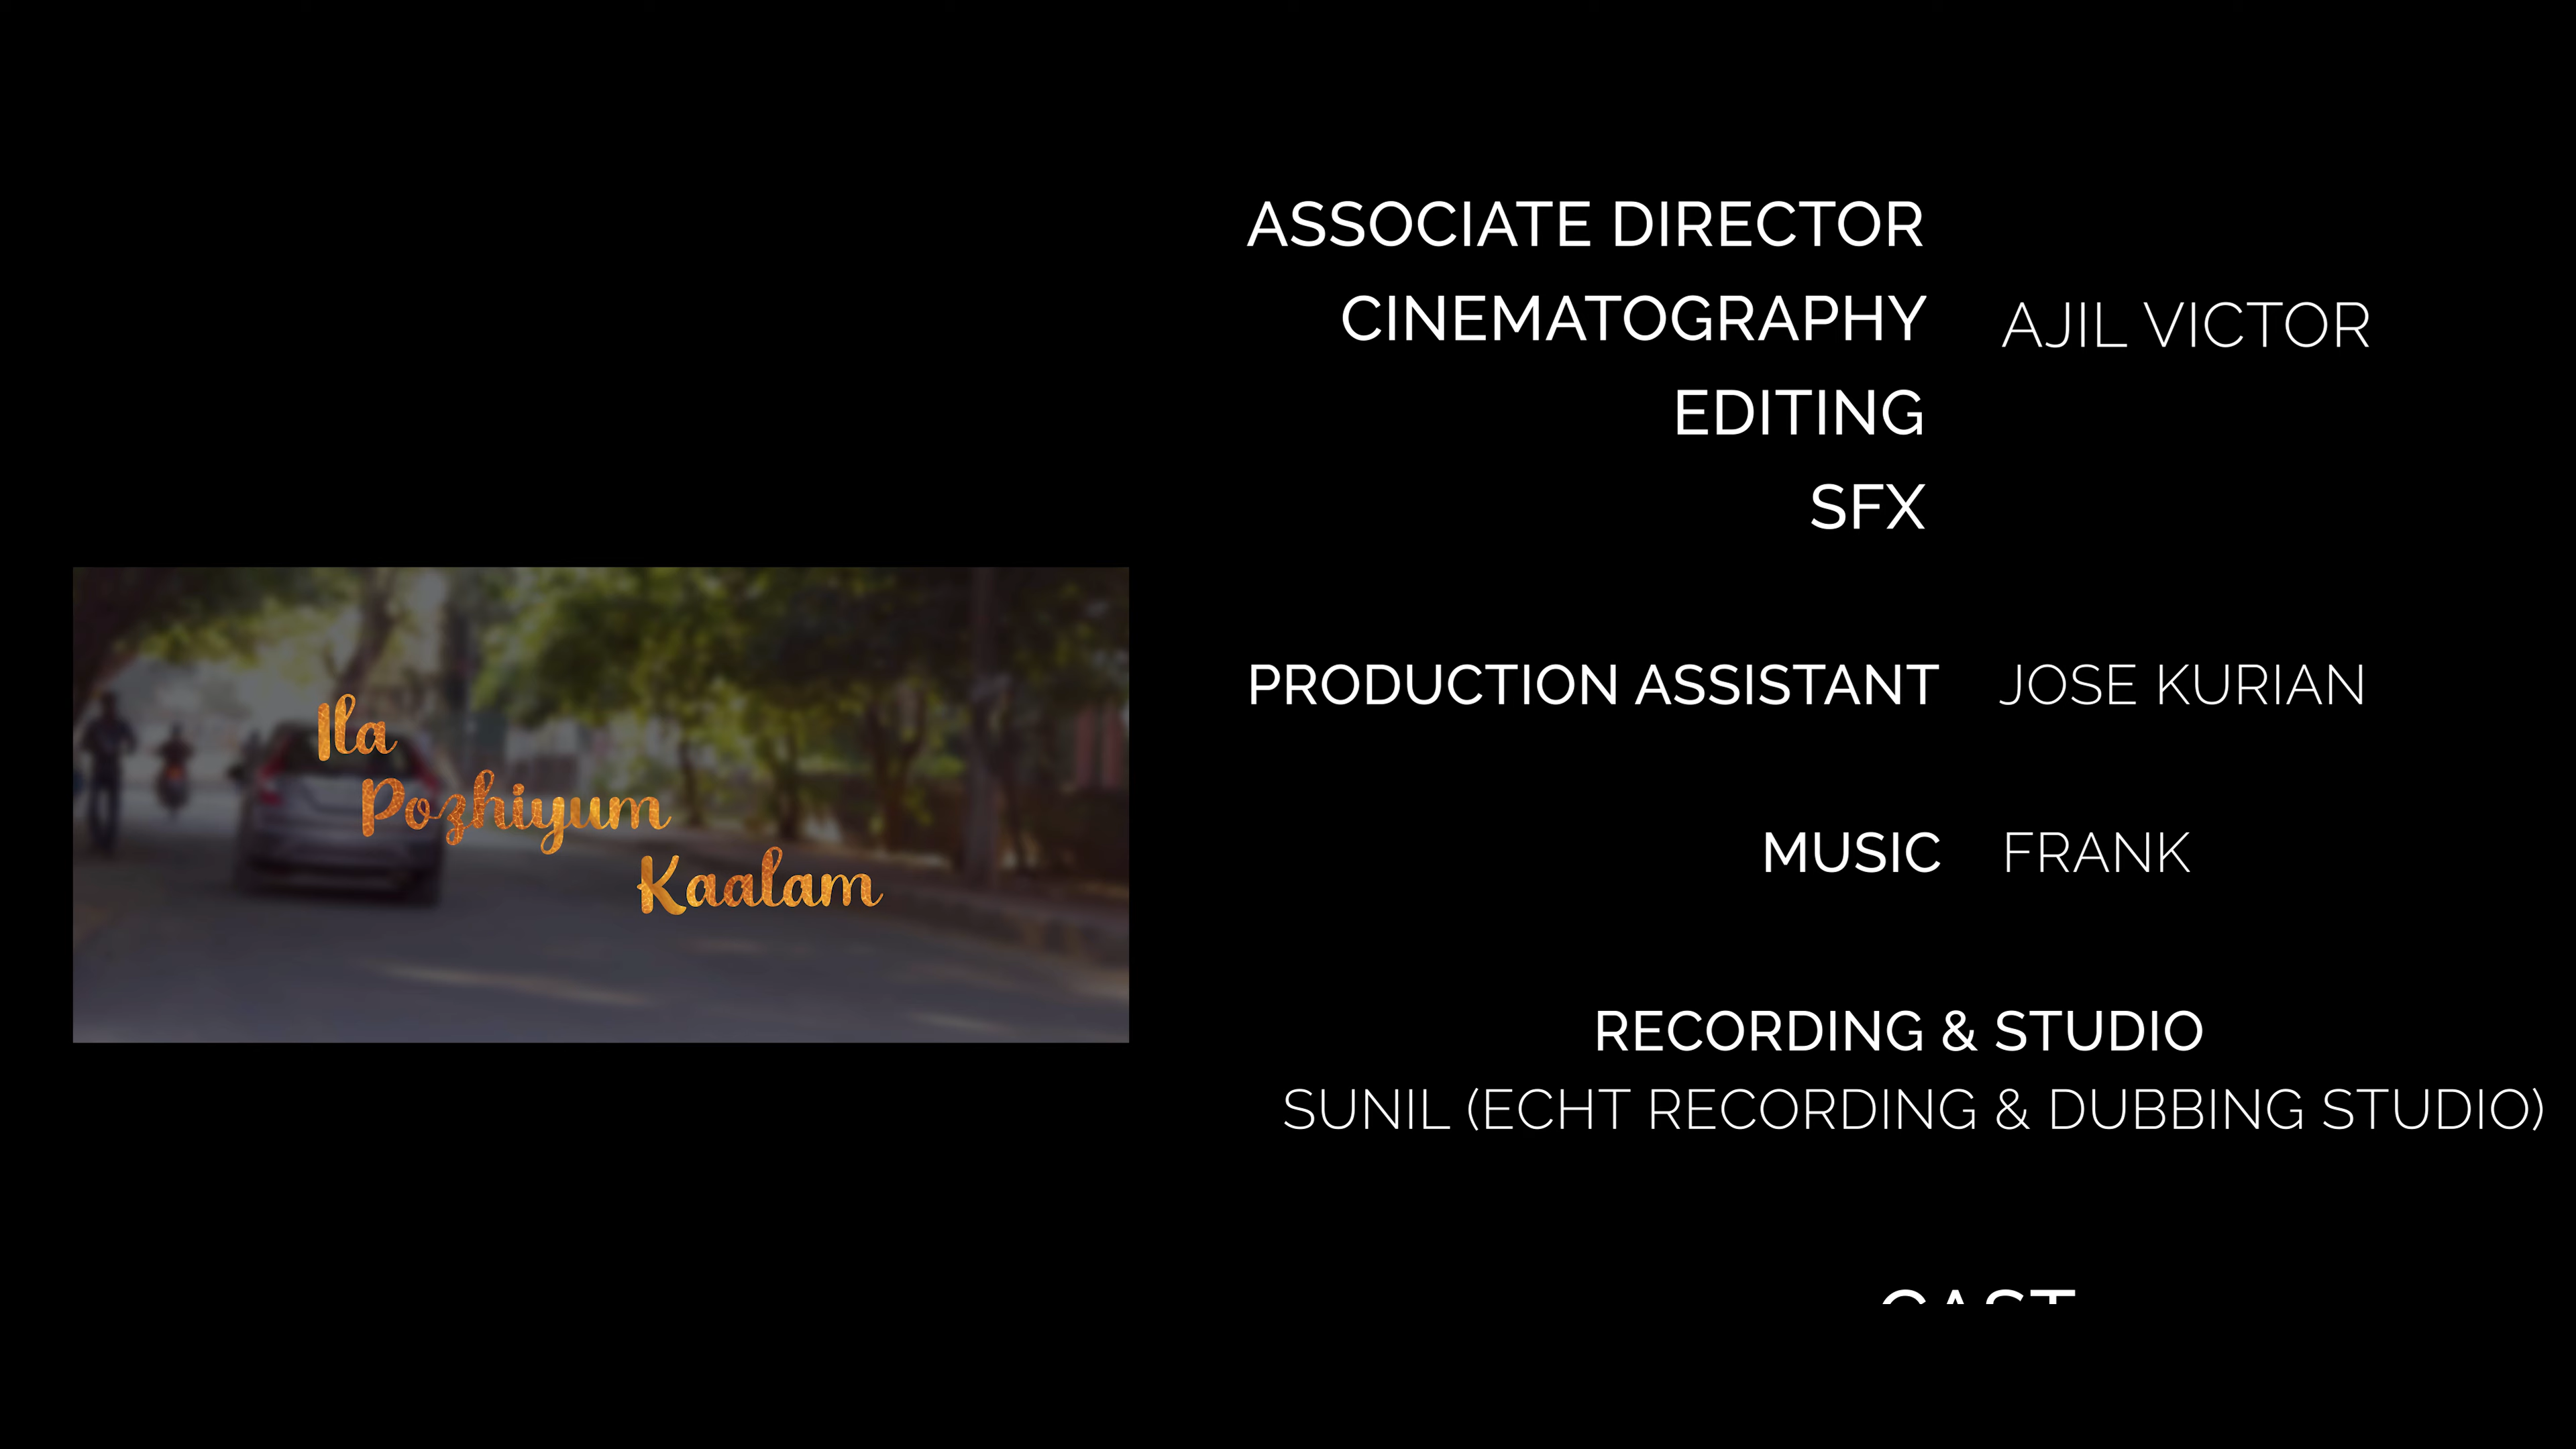 Ila
Pozhiyum
Kaalam
ASSOCIATE DIRECTOR
CINEMATOGRAPHY AJIL VICTOR
EDITING
SFX
PRODUCTION ASSISTANT JOSE KURIAN
MUSIC FRANK
RECORDING & STUDIO
SUNIL (ECHT RECORDING & DUBBING STUDIO)
CAST